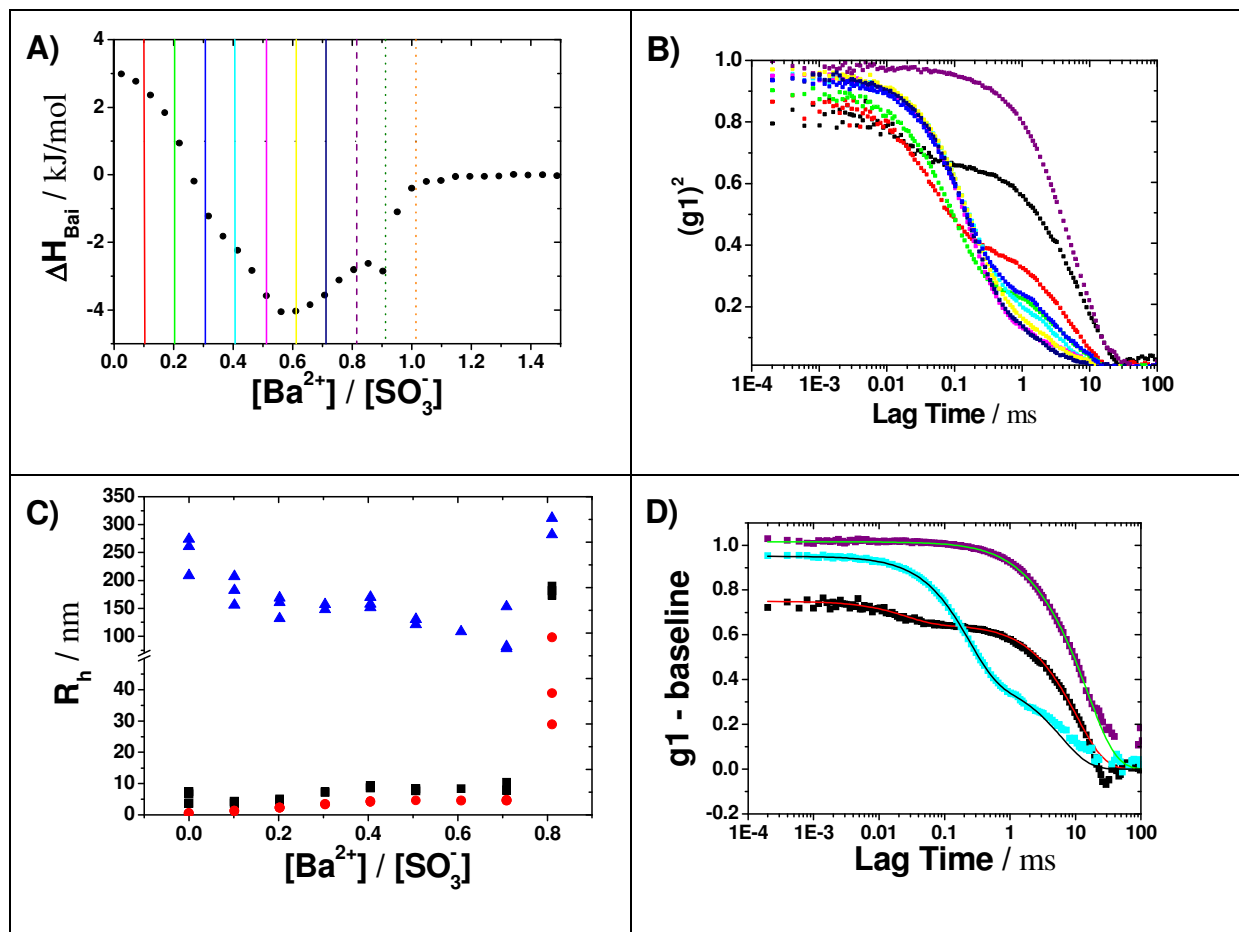 A)
4
2
0
-2
-4
ΔH_Bai / kJ/mol
0.0 0.2 0.4 0.6 0.8 1.0 1.2 1.4
[Ba²⁺] / [SO₃⁻]
B)
1.0
0.8
0.6
0.4
0.2
(g1)²
1E-4 1E-3 0.01 0.1 1 10 100
Lag Time / ms
C)
350
300
250
200
150
100
40
30
20
10
0
R_h / nm
0.0 0.2 0.4 0.6 0.8
[Ba²⁺] / [SO₃⁻]
D)
1.0
0.8
0.6
0.4
0.2
0.0
-0.2
g1 - baseline
1E-4 1E-3 0.01 0.1 1 10 100
Lag Time / ms